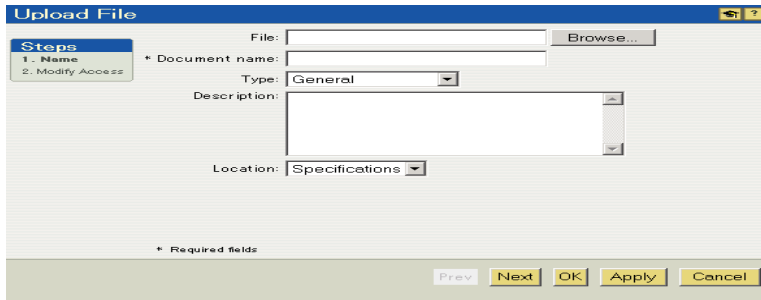 Upload File
?
Steps
1. Name
2. Modify Access
File:
Browse...
* Document name:
Type: General
Description:
Location: Specifications
* Required fields
Prev Next OK Apply Cancel